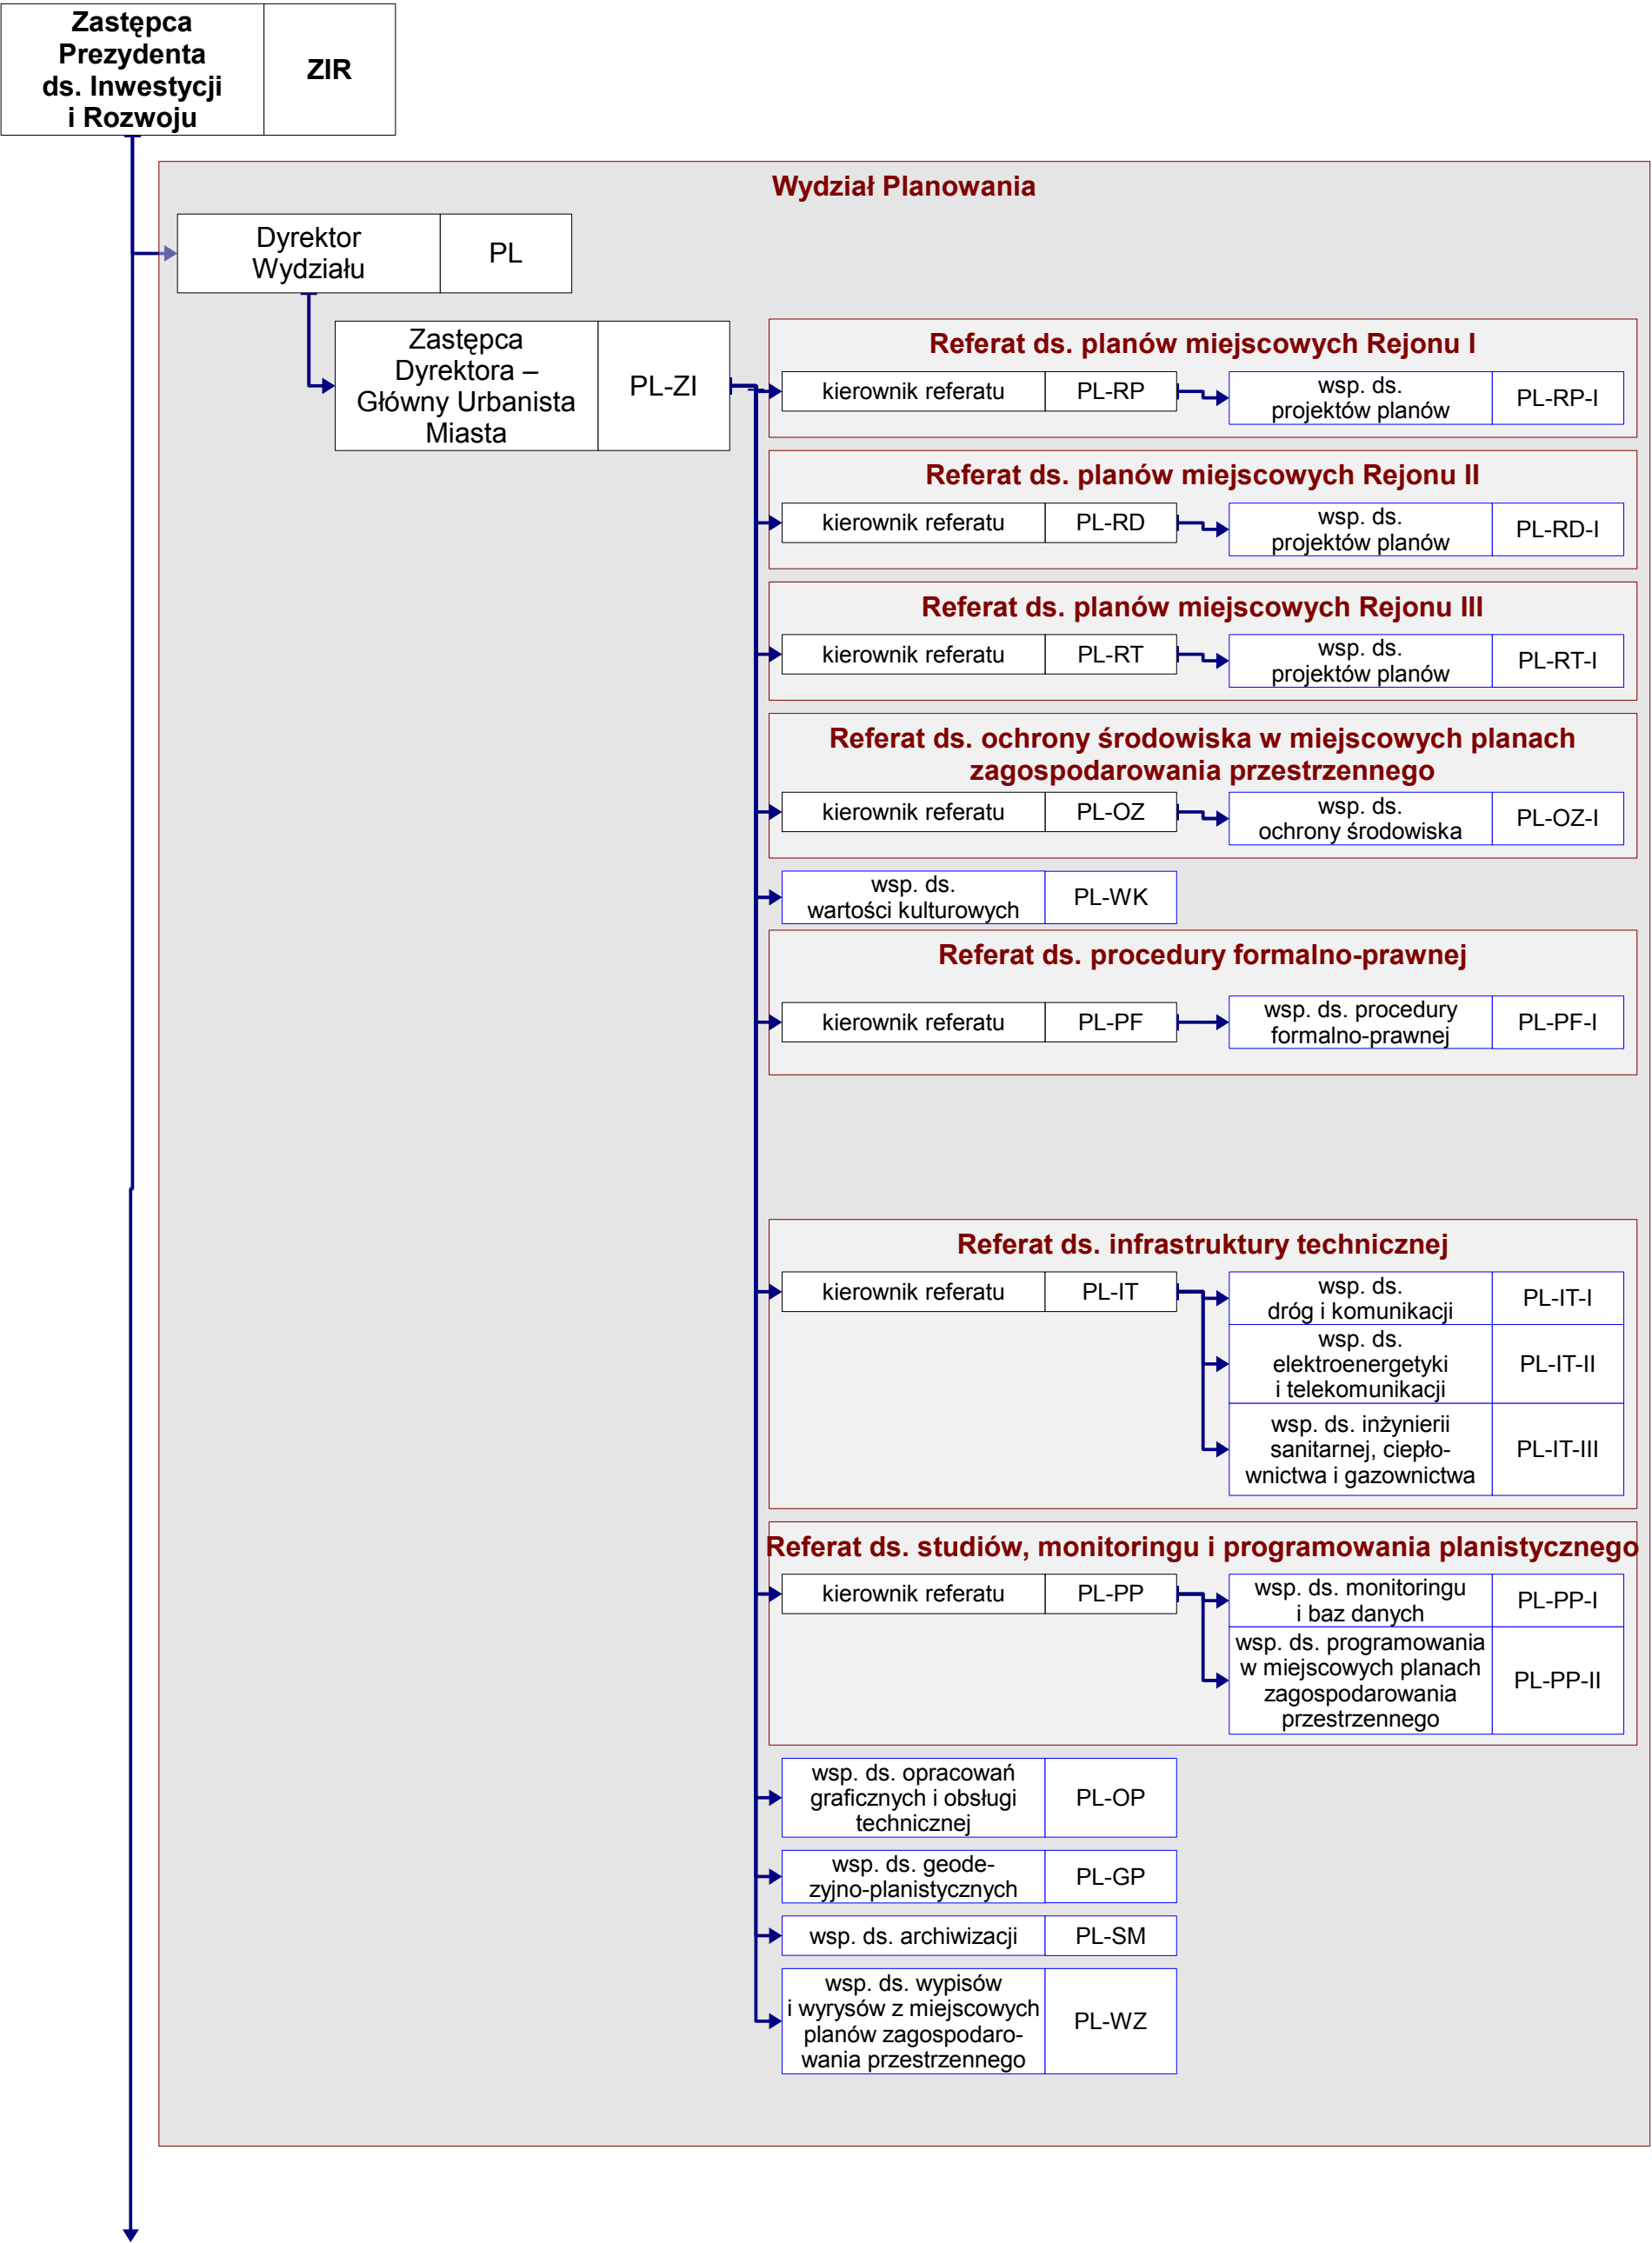 Zastępca
Prezydenta
ds. Inwestycji
i Rozwoju
ZIR
Wydział Planowania
Dyrektor
Wydziału
PL
Zastępca
Dyrektora –
Główny Urbanista
Miasta
PL-ZI
Referat ds. planów miejscowych Rejonu I
kierownik referatu
PL-RP
wsp. ds.
projektów planów
PL-RP-I
Referat ds. planów miejscowych Rejonu II
kierownik referatu
PL-RD
wsp. ds.
projektów planów
PL-RD-I
Referat ds. planów miejscowych Rejonu III
kierownik referatu
PL-RT
wsp. ds.
projektów planów
PL-RT-I
Referat ds. ochrony środowiska w miejscowych planach
zagospodarowania przestrzennego
kierownik referatu
PL-OZ
wsp. ds.
ochrony środowiska
PL-OZ-I
wsp. ds.
wartości kulturowych
PL-WK
Referat ds. procedury formalno-prawnej
kierownik referatu
PL-PF
wsp. ds. procedury
formalno-prawnej
PL-PF-I
Referat ds. infrastruktury technicznej
kierownik referatu
PL-IT
wsp. ds.
dróg i komunikacji
PL-IT-I
wsp. ds.
elektroenergetyki
i telekomunikacji
PL-IT-II
wsp. ds. inżynierii
sanitarnej, ciepło-
wnictwa i gazownictwa
PL-IT-III
Referat ds. studiów, monitoringu i programowania planistycznego
kierownik referatu
PL-PP
wsp. ds. monitoringu
i baz danych
PL-PP-I
wsp. ds. programowania
w miejscowych planach
zagospodarowania
przestrzennego
PL-PP-II
wsp. ds. opracowań
graficznych i obsługi
technicznej
PL-OP
wsp. ds. geode-
zyjno-planistycznych
PL-GP
wsp. ds. archiwizacji
PL-SM
wsp. ds. wypisów
i wyrysów z miejscowych
planów zagospodaro-
wania przestrzennego
PL-WZ